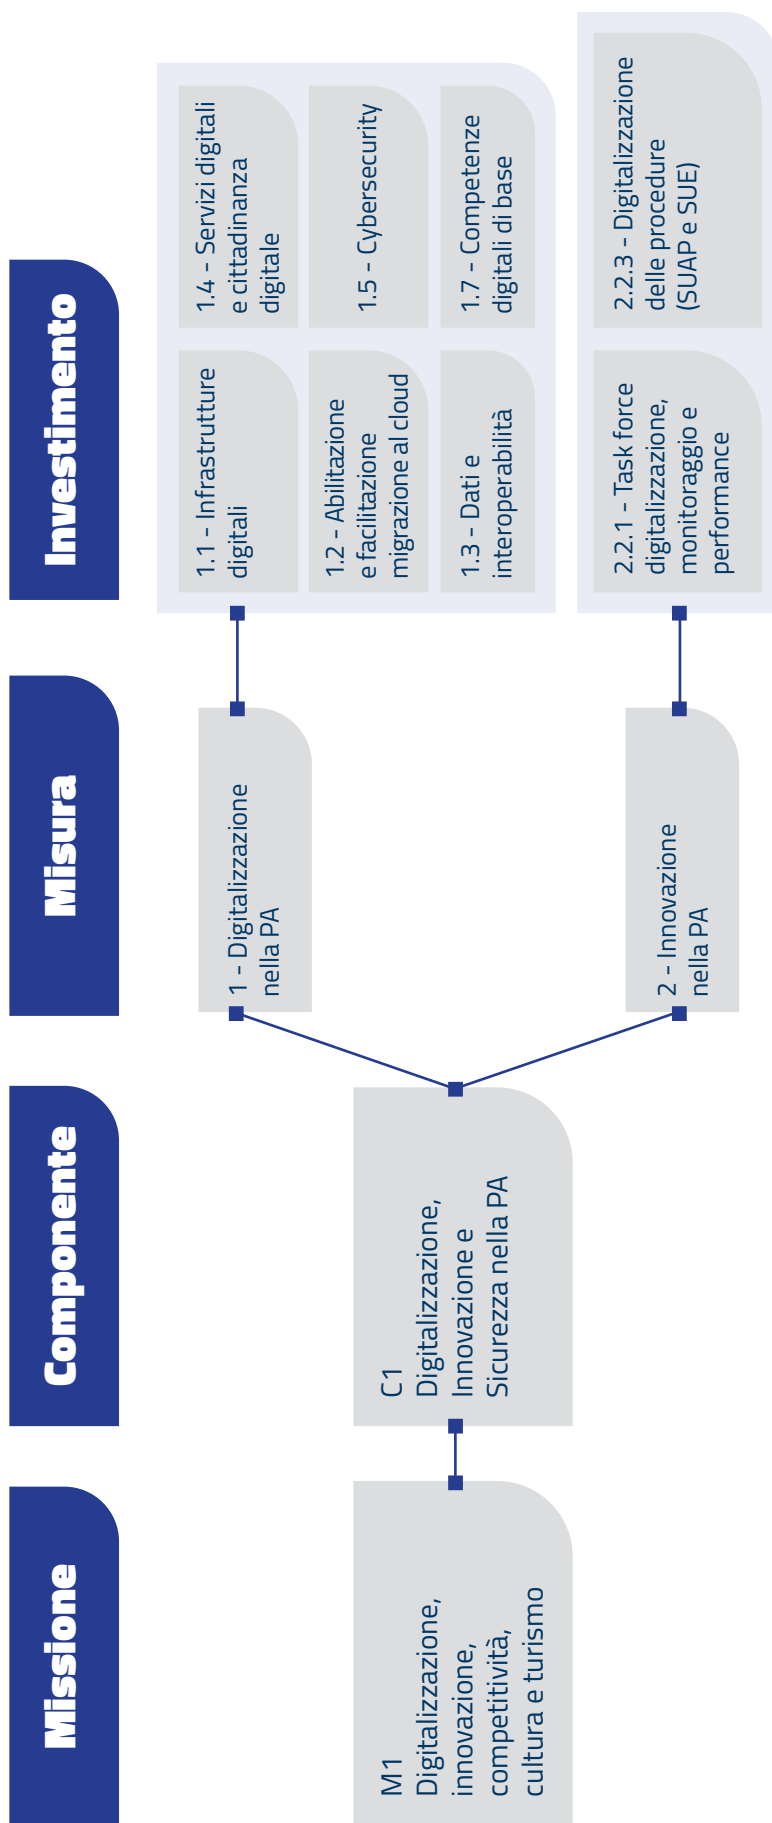 Missione
Componente
Misura
Investimento
M1
Digitalizzazione,
innovazione,
competitività,
cultura e turismo
C1
Digitalizzazione,
Innovazione e
Sicurezza nella PA
1 - Digitalizzazione
nella PA
1.1 - Infrastrutture
digitali
1.4 - Servizi digitali
e cittadinanza
digitale
1.2 - Abilitazione
e facilitazione
migrazione al cloud
1.5 - Cybersecurity
1.3 - Dati e
interoperabilità
1.7 - Competenze
digitali di base
2 - Innovazione
nella PA
2.2.1 - Task force
digitalizzazione,
monitoraggio e
performance
2.2.3 - Digitalizzazione
delle procedure
(SUAP e SUE)